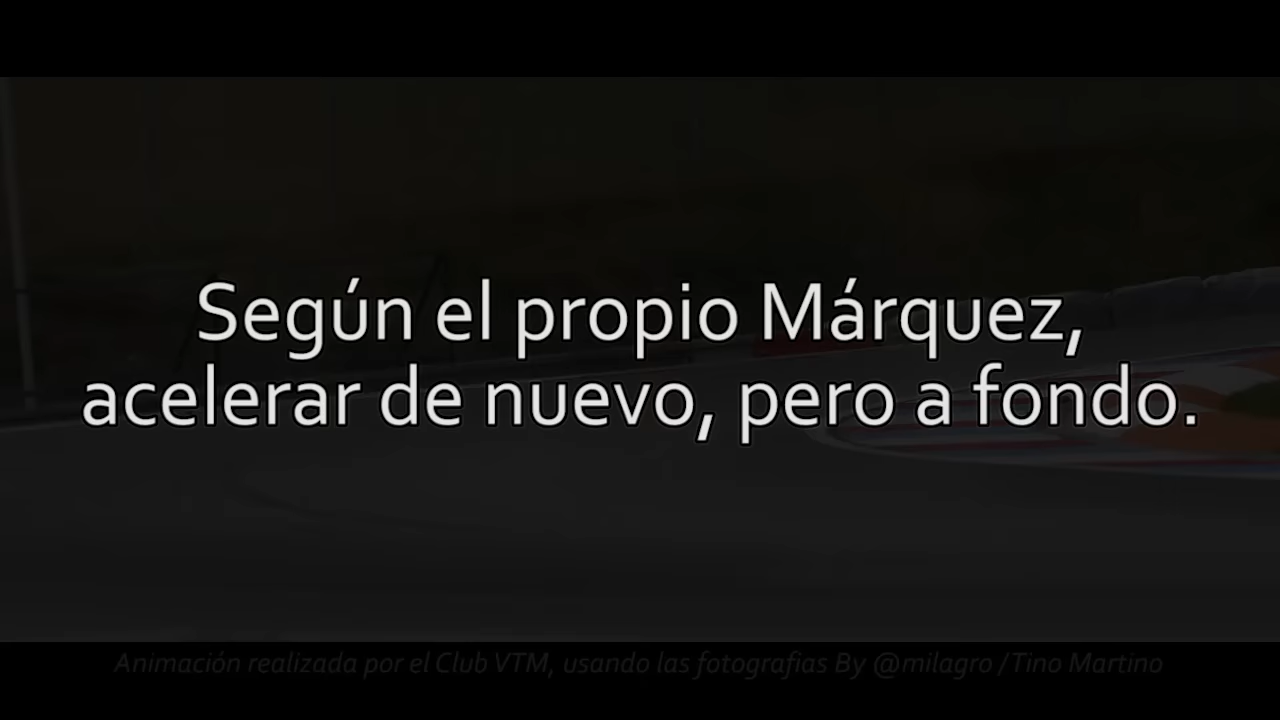 Según el propio Márquez,
acelerar de nuevo, pero a fondo.
Animación realizada por el Club VTM, usando las fotografías By @milagro / Tino Martino